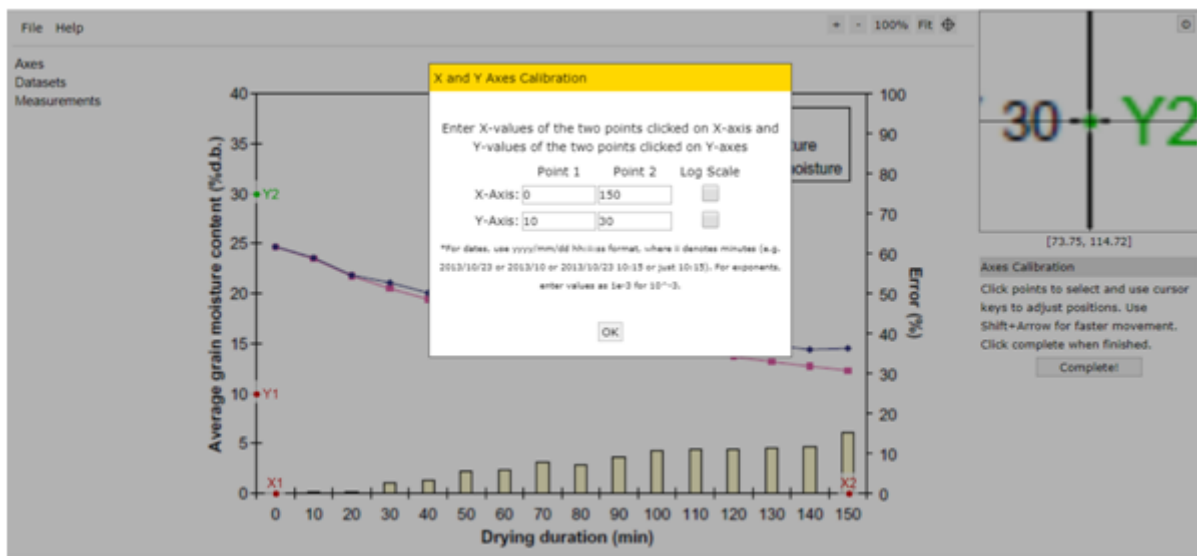 File Help
+ - 100% Fit
Axes
Datasets
Measurements
X and Y Axes Calibration
Enter X-values of the two points clicked on X-axis and
Y-values of the two points clicked on Y-axes
Point 1 Point 2 Log Scale
X-Axis: 0 150
Y-Axis: 10 30
*For dates, use yyyy/mm/dd hh:ii:ss format, where ii denotes minutes (e.g.
2013/10/23 or 2013/10 or 2013/10/23 10:15 or just 10:15). For exponents,
enter values as 1e-3 for 10^-3.
OK
Average grain moisture content (%d.b.)
40
35
30
25
20
15
10
5
0
Y2
Y1
X1
X2
moisture
0 10 20 30 40 50 60 70 80 90 100 110 120 130 140 150
Drying duration (min)
100
90
80
70
60
50
40
30
20
10
0
Error (%)
30 Y2
[73.75, 114.72]
Axes Calibration
Click points to select and use cursor
keys to adjust positions. Use
Shift+Arrow for faster movement.
Click complete when finished.
Complete!